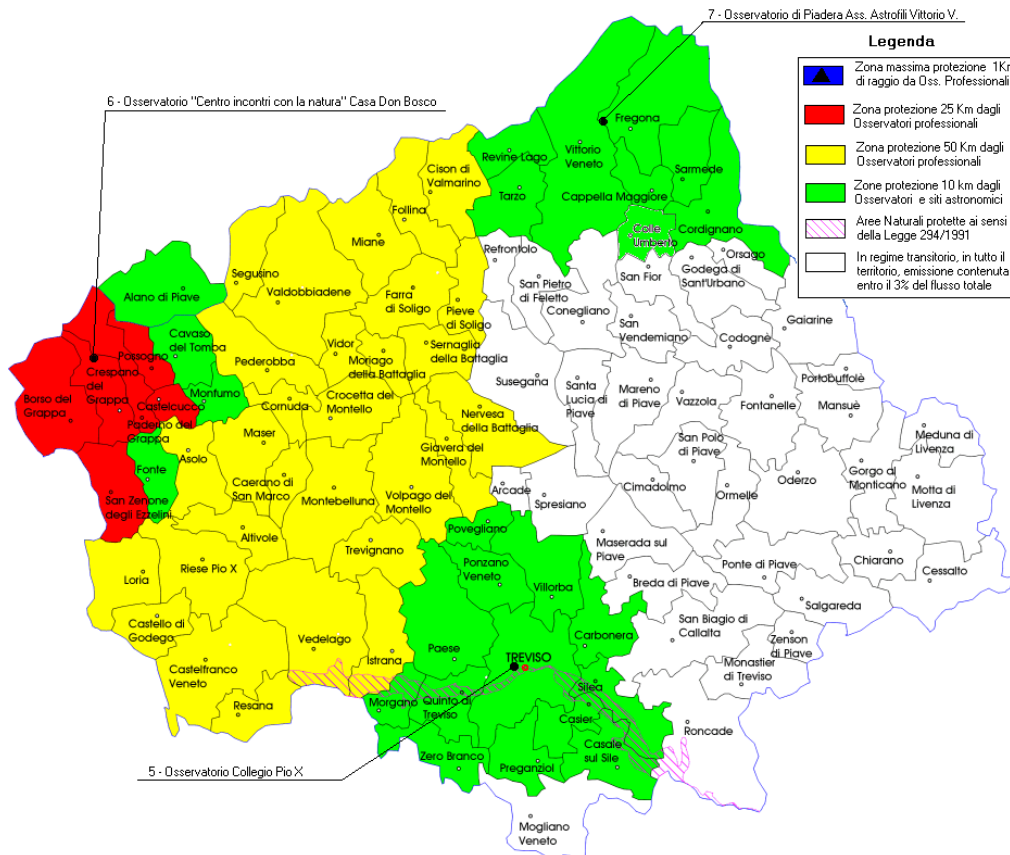 7 - Osservatorio di Piadera Ass. Astrofili Vittorio V.
Legenda
Zona massima protezione 1Km
di raggio da Oss. Professionali
Zona protezione 25 Km dagli
Osservatori professionali
Zona protezione 50 Km dagli
Osservatori professionali
Zone protezione 10 km dagli
Osservatori e siti astronomici
Aree Naturali protette ai sensi
della Legge 294/1991
In regime transitorio, in tutto il
territorio, emissione contenuta
entro il 3% del flusso totale
6 - Osservatorio "Centro incontri con la natura" Casa Don Bosco
Fregona
Revine Lago
Vittorio
Veneto
Sarmede
Cison di
Valmarino
Tarzo
Cappella Maggiore
Follina
Cordignano
Colle
Umberto
Miane
Refrontolo
Orsago
Segusino
San Fior
Godega di
Sant'Urbano
Alano di Piave
Valdobbiadene
Farra
di Soligo
San Pietro
di Feletto
Pieve
di Soligo
Conegliano
Gaiarine
San
Vendemiano
Cavaso
del Tomba
Vidor
Sernaglia
della Battaglia
Codognè
Possogno
Pederobba
Moriago
della Battaglia
Crespano
del
Grappa
Susegana
Santa
Lucia di
Piave
Mareno
di Piave
Portobuffolè
Borso del
Grappa
Castelcucco
Monfumo
Cornuda
Crocetta del
Montello
Vazzola
Fontanelle
Mansuè
Paderno del
Grappa
Nervesa
della Battaglia
Maser
Meduna di
Livenza
Asolo
Giavera del
Montello
San Polo
di Piave
Fonte
Caerano di
San Marco
Gorgo al
Monticano
Oderzo
Motta di
Livenza
San Zenone
degli Ezzelini
Montebelluna
Volpago del
Montello
Arcade
Cimadolmo
Ormelle
Spresiano
Povegliano
Altivole
Trevignano
Maserada sul
Piave
Ponzano
Veneto
Chiarano
Loria
Riese Pio X
Ponte di Piave
Cessalto
Villorba
Breda di Piave
Castello di
Godego
Salgareda
San Biagio di
Callalta
Vedelago
Carbonera
Zenson
di Piave
Paese
TREVISO
Istrana
Castelfranco
Veneto
Monastier
di Treviso
Silea
Morgano
Quinto di
Treviso
Resana
Casier
Roncade
Zero Branco
Preganziol
Casale
sul Sile
5 - Osservatorio Collegio Pio X
Mogliano
Veneto